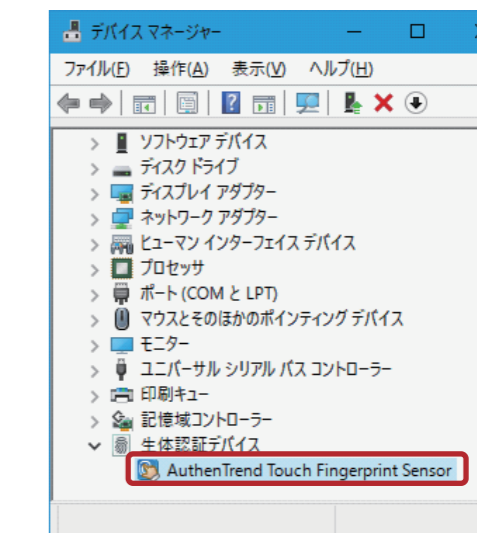 デバイス マネージャー
ファイル(F) 操作(A) 表示(V) ヘルプ(H)
ソフトウェア デバイス
ディスク ドライブ
ディスプレイ アダプター
ネットワーク アダプター
ヒューマン インターフェイス デバイス
プロセッサ
ポート (COM と LPT)
マウスとそのほかのポインティング デバイス
モニター
ユニバーサル シリアル バス コントローラー
印刷キュー
記憶域コントローラー
生体認証デバイス
AuthenTrend Touch Fingerprint Sensor